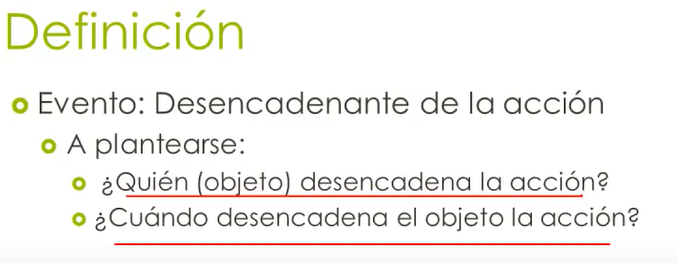 Definición
Evento: Desencadenante de la acción
A plantearse:
¿Quién (objeto) desencadena la acción?
¿Cuándo desencadena el objeto la acción?